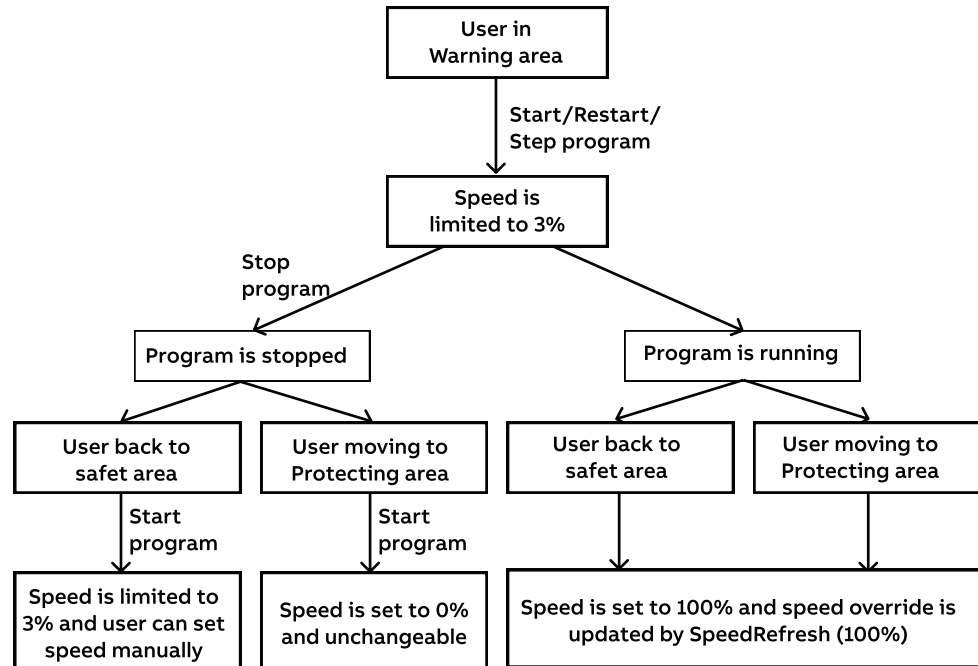 User in
Warning area
Start/Restart/
Step program
Speed is
limited to 3%
Stop
program
Program is stopped
Program is running
User back to
safet area
User moving to
Protecting area
User back to
safet area
User moving to
Protecting area
Start
program
Start
program
Speed is limited to
3% and user can set
speed manually
Speed is set to 0%
and unchangeable
Speed is set to 100% and speed override is
updated by SpeedRefresh (100%)